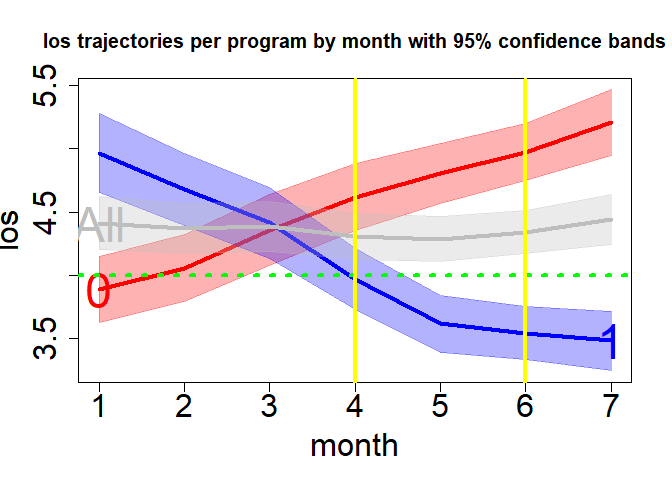 los trajectories per program by month with 95% confidence bands
5.5
4.5
3.5
los
All
0
1
1 2 3 4 5 6 7
month